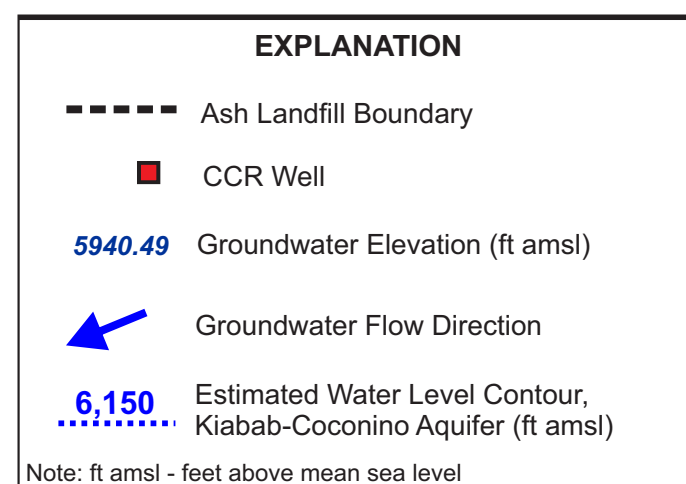 EXPLANATION
Ash Landfill Boundary
CCR Well
5940.49 Groundwater Elevation (ft amsl)
Groundwater Flow Direction
6,150 Estimated Water Level Contour,
Kiabab-Coconino Aquifer (ft amsl)
Note: ft amsl - feet above mean sea level